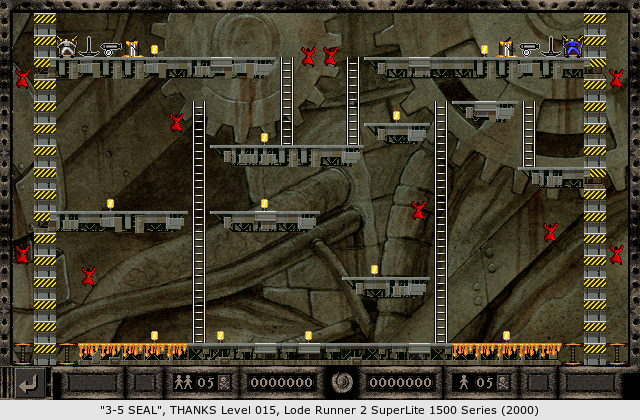 05 0000000 0000000 05
"3-5 SEAL", THANKS Level 015, Lode Runner 2 SuperLite 1500 Series (2000)